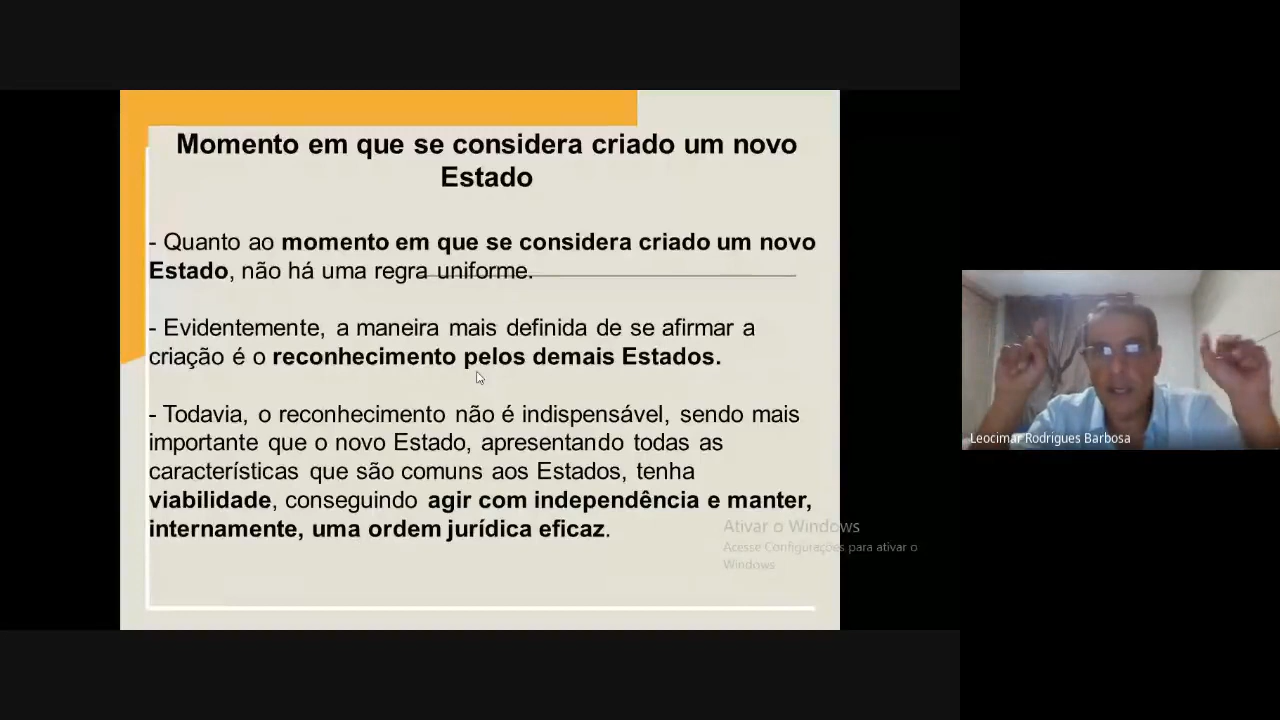 Momento em que se considera criado um novo
Estado
- Quanto ao momento em que se considera criado um novo
Estado, não há uma regra uniforme.
- Evidentemente, a maneira mais definida de se afirmar a
criação é o reconhecimento pelos demais Estados.
- Todavia, o reconhecimento não é indispensável, sendo mais
importante que o novo Estado, apresentando todas as
características que são comuns aos Estados, tenha
viabilidade, conseguindo agir com independência e manter,
internamente, uma ordem jurídica eficaz.
Ativar o Windows
Acesse Configurações para ativar o
Windows
Leocimar Rodrigues Barbosa